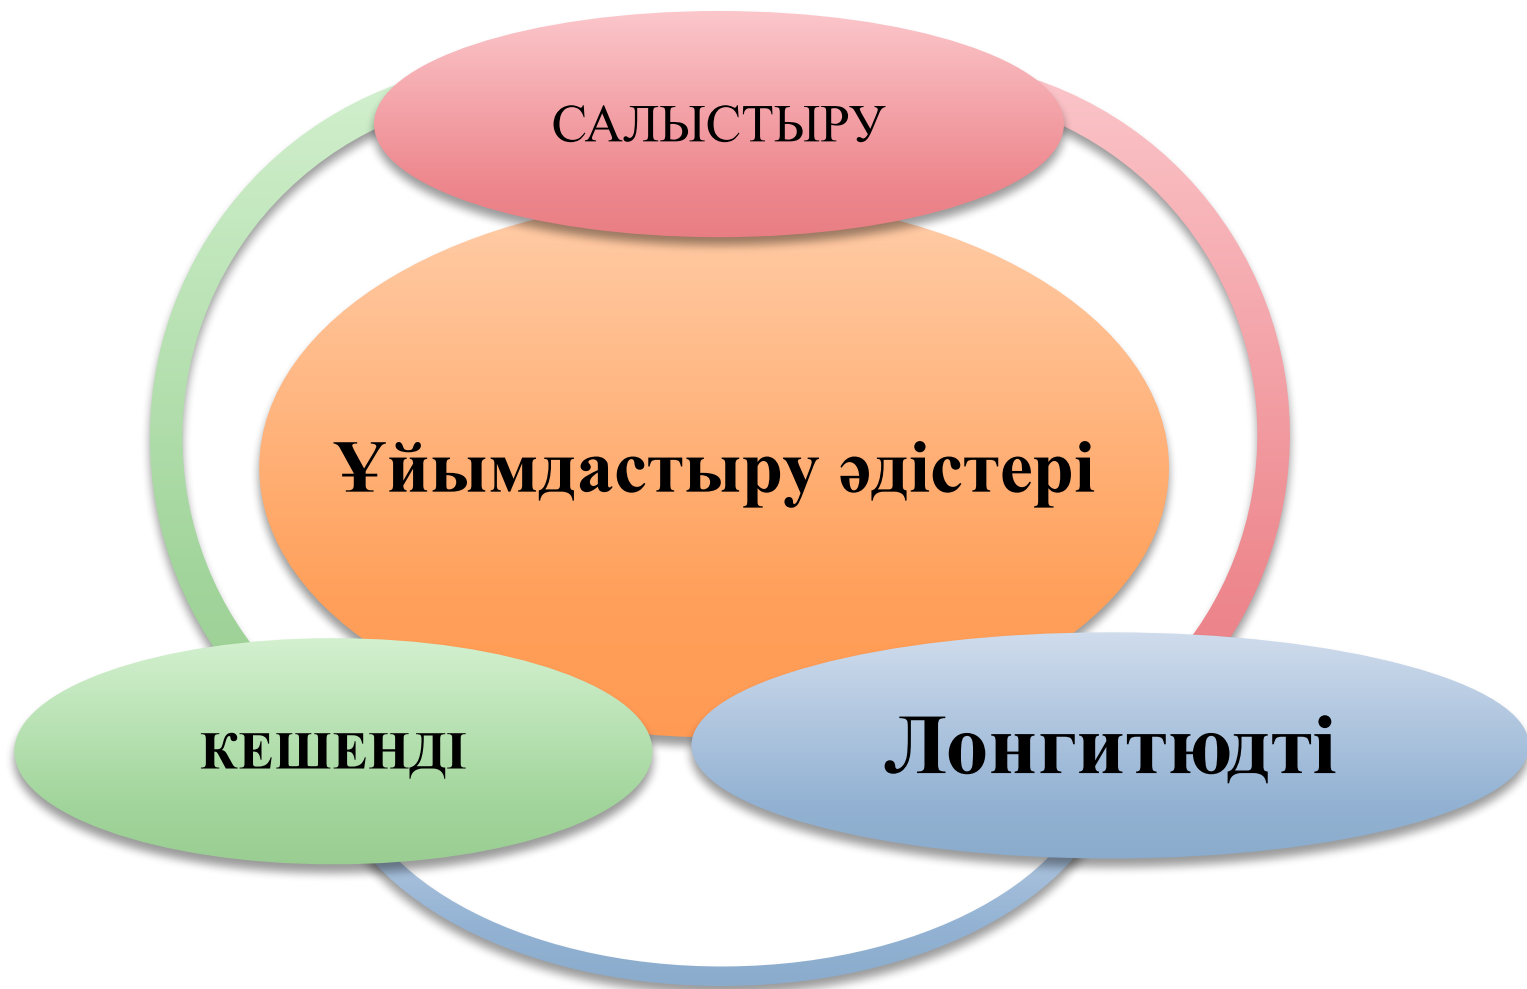 САЛЫСТЫРУ
Ұйымдастыру әдістері
КЕШЕНДІ
Лонгитюдті